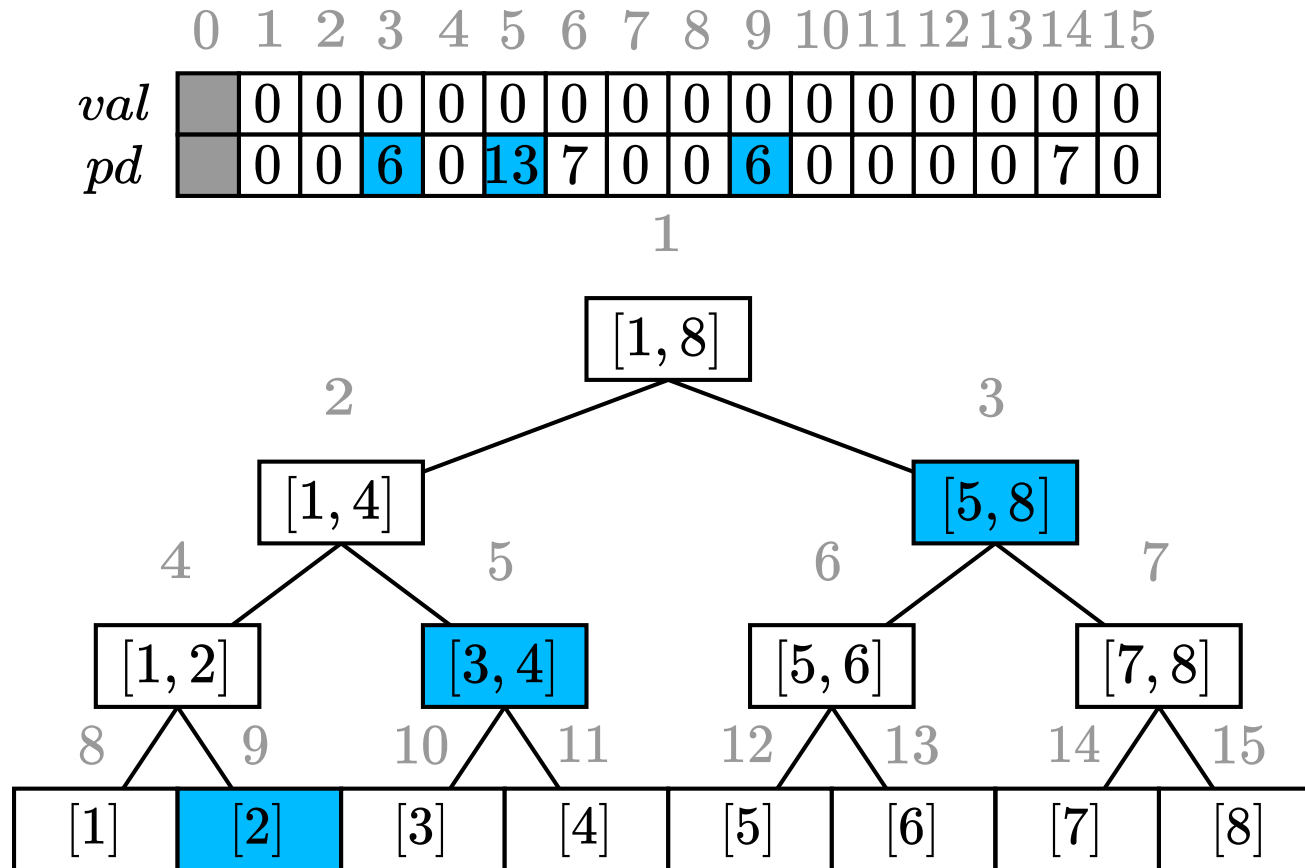 0 1 2 3 4 5 6 7 8 9 10 11 12 13 14 15
val 0 0 0 0 0 0 0 0 0 0 0 0 0 0 0
pd 0 0 6 0 13 7 0 0 6 0 0 0 0 7 0
1
[1, 8]
2 3
[1, 4] [5, 8]
4 5 6 7
[1, 2] [3, 4] [5, 6] [7, 8]
8 9 10 11 12 13 14 15
[1] [2] [3] [4] [5] [6] [7] [8]